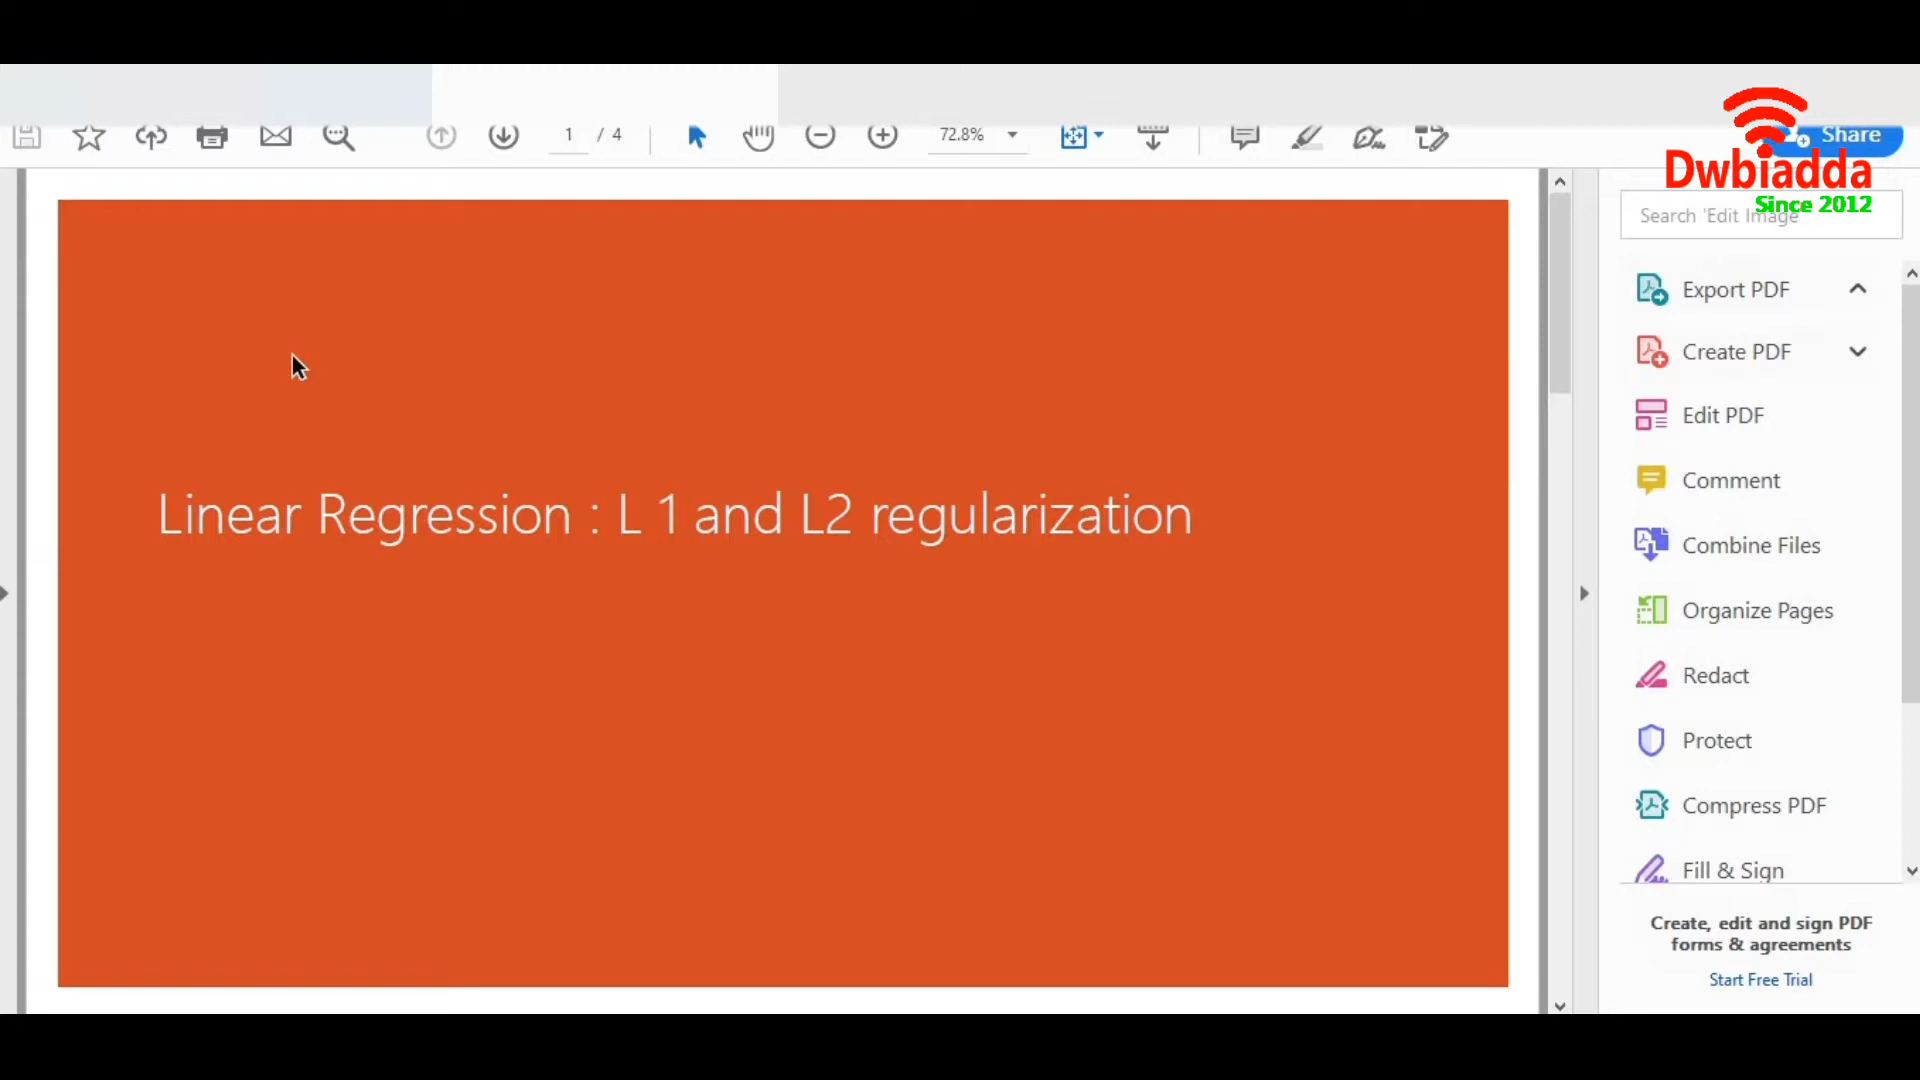 1 / 4
72.8%
Share
Dwbiadda
Since 2012
Search 'Edit Image
Linear Regression : L 1 and L2 regularization
Export PDF
Create PDF
Edit PDF
Comment
Combine Files
Organize Pages
Redact
Protect
Compress PDF
Fill & Sign
Create, edit and sign PDF
forms & agreements
Start Free Trial